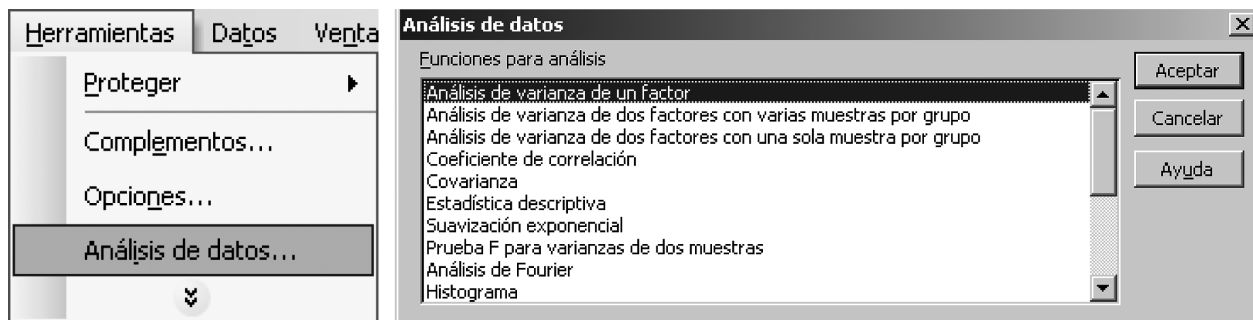 Herramientas Datos Venta
Proteger
Complementos...
Opciones...
Análisis de datos...
Análisis de datos
Funciones para análisis
Análisis de varianza de un factor
Análisis de varianza de dos factores con varias muestras por grupo
Análisis de varianza de dos factores con una sola muestra por grupo
Coeficiente de correlación
Covarianza
Estadística descriptiva
Suavización exponencial
Prueba F para varianzas de dos muestras
Análisis de Fourier
Histograma
Aceptar
Cancelar
Ayuda